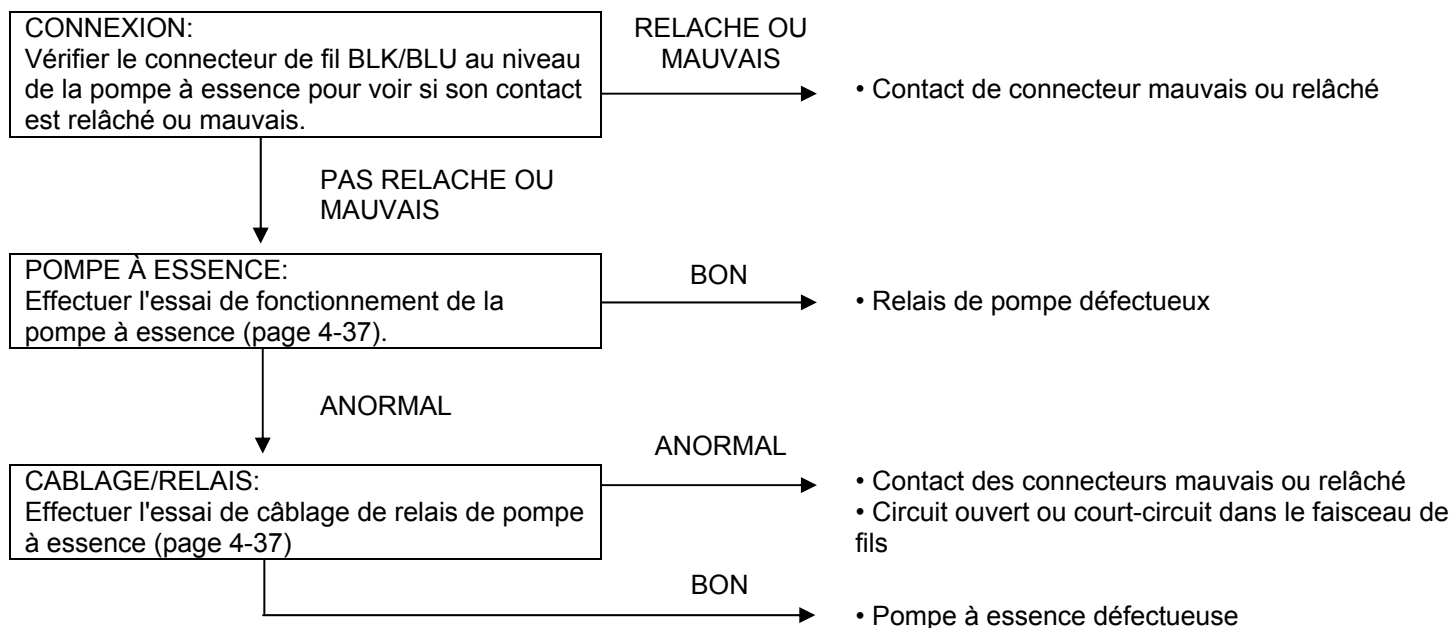 CONNEXION:
Vérifier le connecteur de fil BLK/BLU au niveau
de la pompe à essence pour voir si son contact
est relâché ou mauvais.
RELACHE OU
MAUVAIS
• Contact de connecteur mauvais ou relâché
PAS RELACHE OU
MAUVAIS
POMPE À ESSENCE:
Effectuer l'essai de fonctionnement de la
pompe à essence (page 4-37).
BON
• Relais de pompe défectueux
ANORMAL
CABLAGE/RELAIS:
Effectuer l'essai de câblage de relais de pompe
à essence (page 4-37)
ANORMAL
• Contact des connecteurs mauvais ou relâché
• Circuit ouvert ou court-circuit dans le faisceau de
fils
BON
• Pompe à essence défectueuse